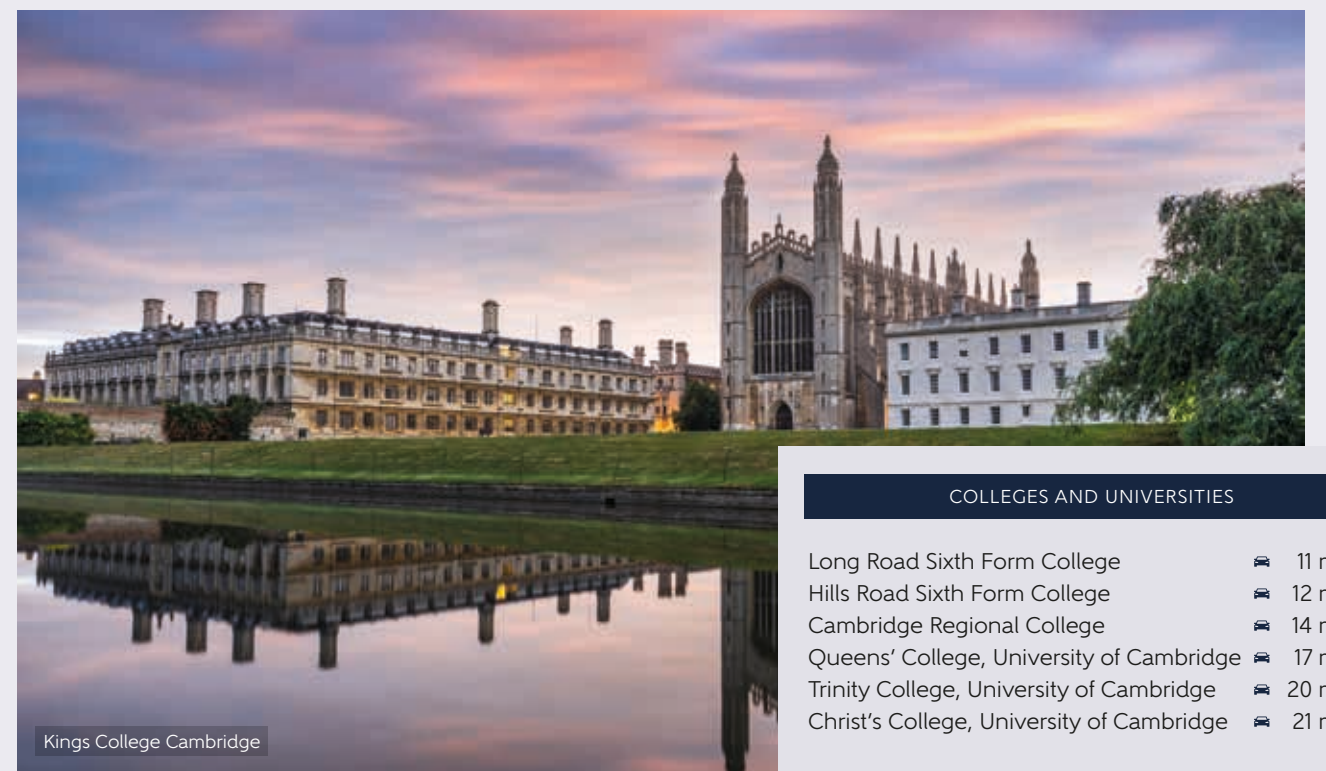 COLLEGES AND UNIVERSITIES
Long Road Sixth Form College 11
Hills Road Sixth Form College 12
Cambridge Regional College 14
Queens’ College, University of Cambridge 17
Trinity College, University of Cambridge 20
Christ’s College, University of Cambridge 21
Kings College Cambridge